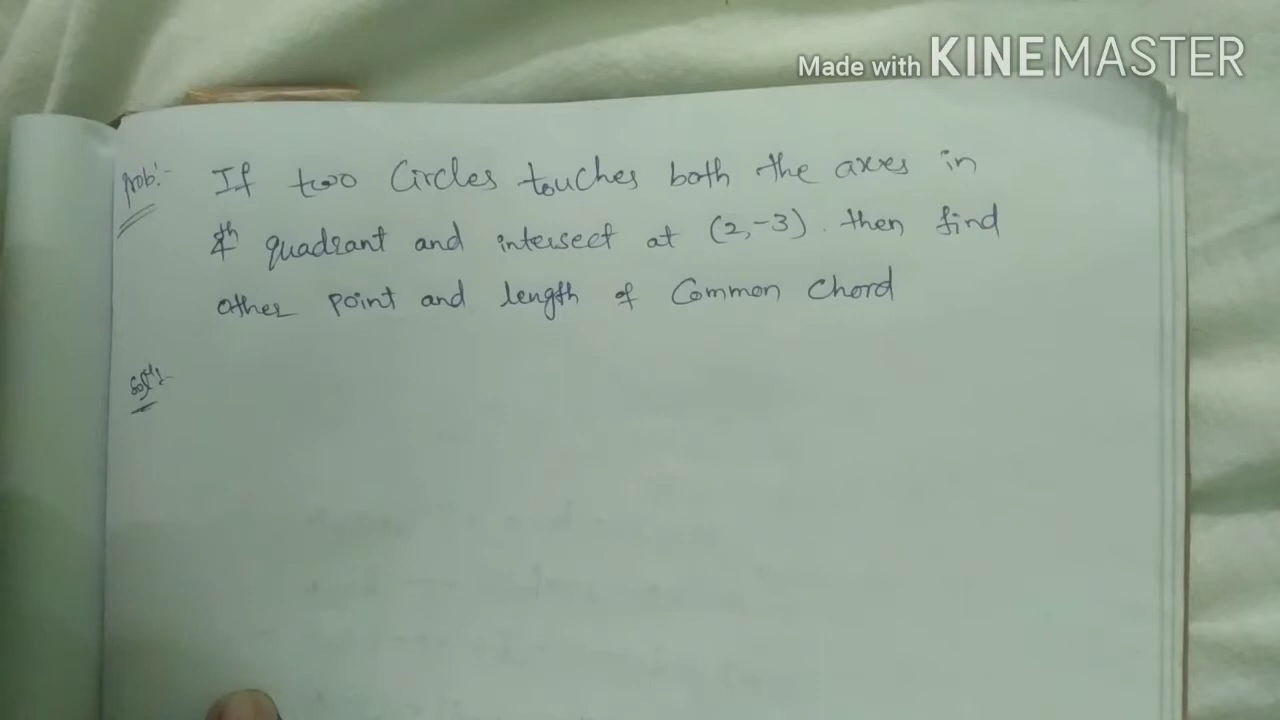 Made with KINEMASTER
Prob:- If two Circles touches both the axes in
4th quadrant and intersect at (2,-3). then find
other point and length of Common Chord
Soln:-